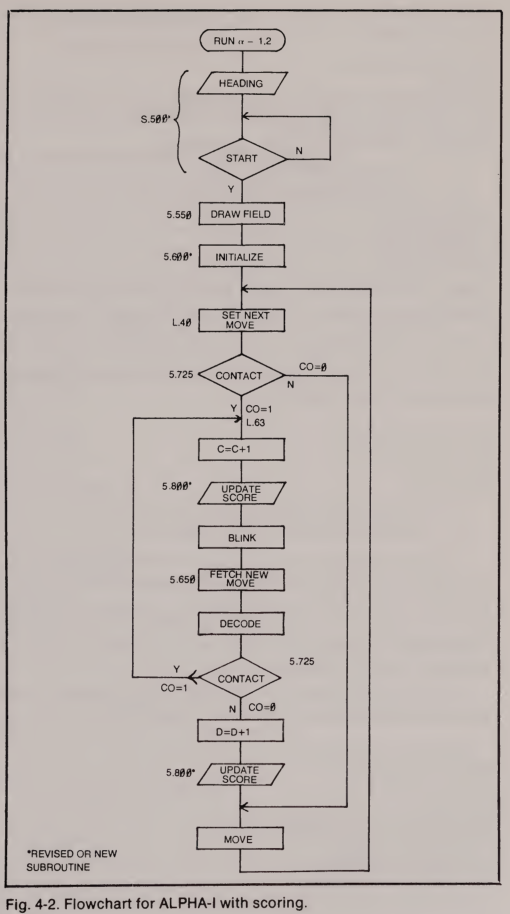 RUN α – 1.2
HEADING
S.5ØØ*
N
START
Y
5.55Ø
DRAW FIELD
5.6ØØ*
INITIALIZE
L.4Ø
SET NEXT
MOVE
5.725
CONTACT
CO=Ø
N
Y
CO=1
L.63
C=C+1
5.8ØØ*
UPDATE
SCORE
BLINK
5.65Ø
FETCH NEW
MOVE
DECODE
5.725
Y
CONTACT
CO=1
N
CO=Ø
D=D+1
5.8ØØ*
UPDATE
SCORE
MOVE
*REVISED OR NEW
SUBROUTINE
Fig. 4-2. Flowchart for ALPHA-I with scoring.